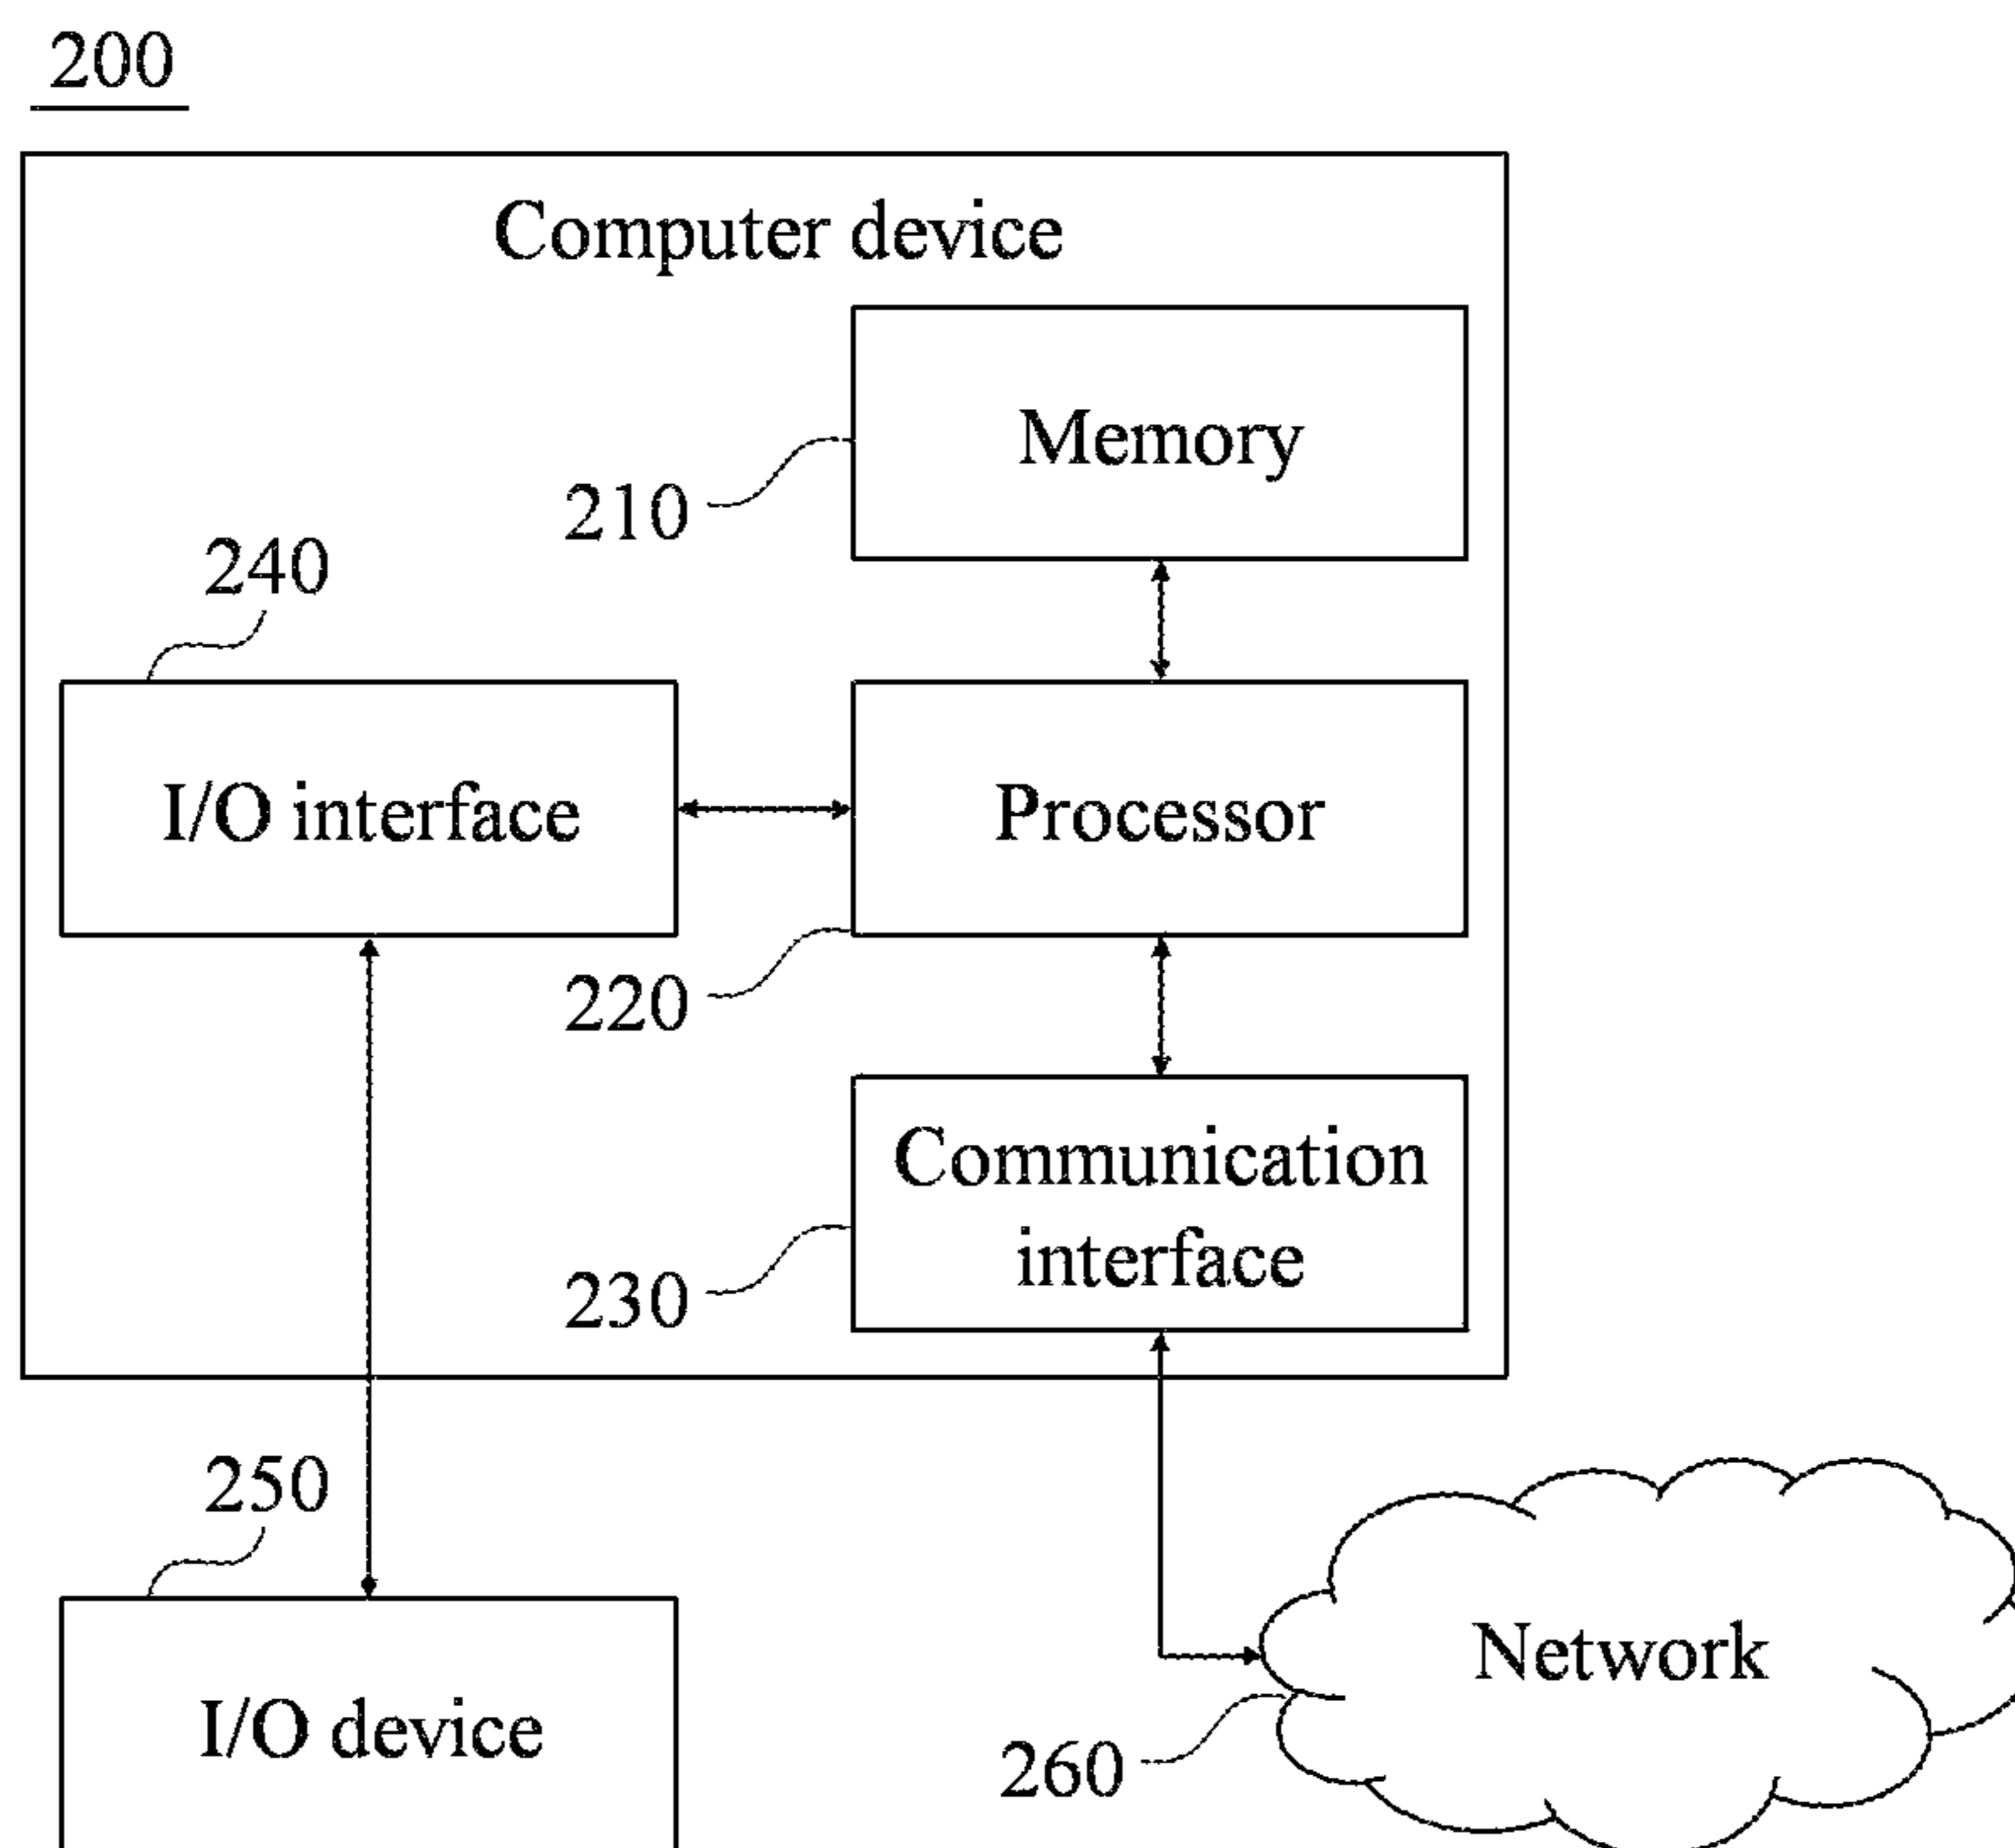 200
Computer device
Memory
210
240
I/O interface
Processor
220
Communication
interface
230
250
I/O device
Network
260